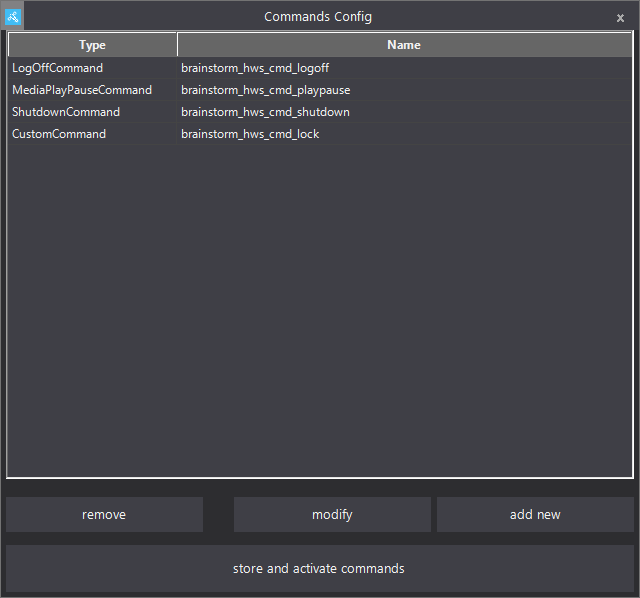 Commands Config
x
Type Name
LogOffCommand brainstorm_hws_cmd_logoff
MediaPlayPauseCommand brainstorm_hws_cmd_playpause
ShutdownCommand brainstorm_hws_cmd_shutdown
CustomCommand brainstorm_hws_cmd_lock
remove modify add new
store and activate commands